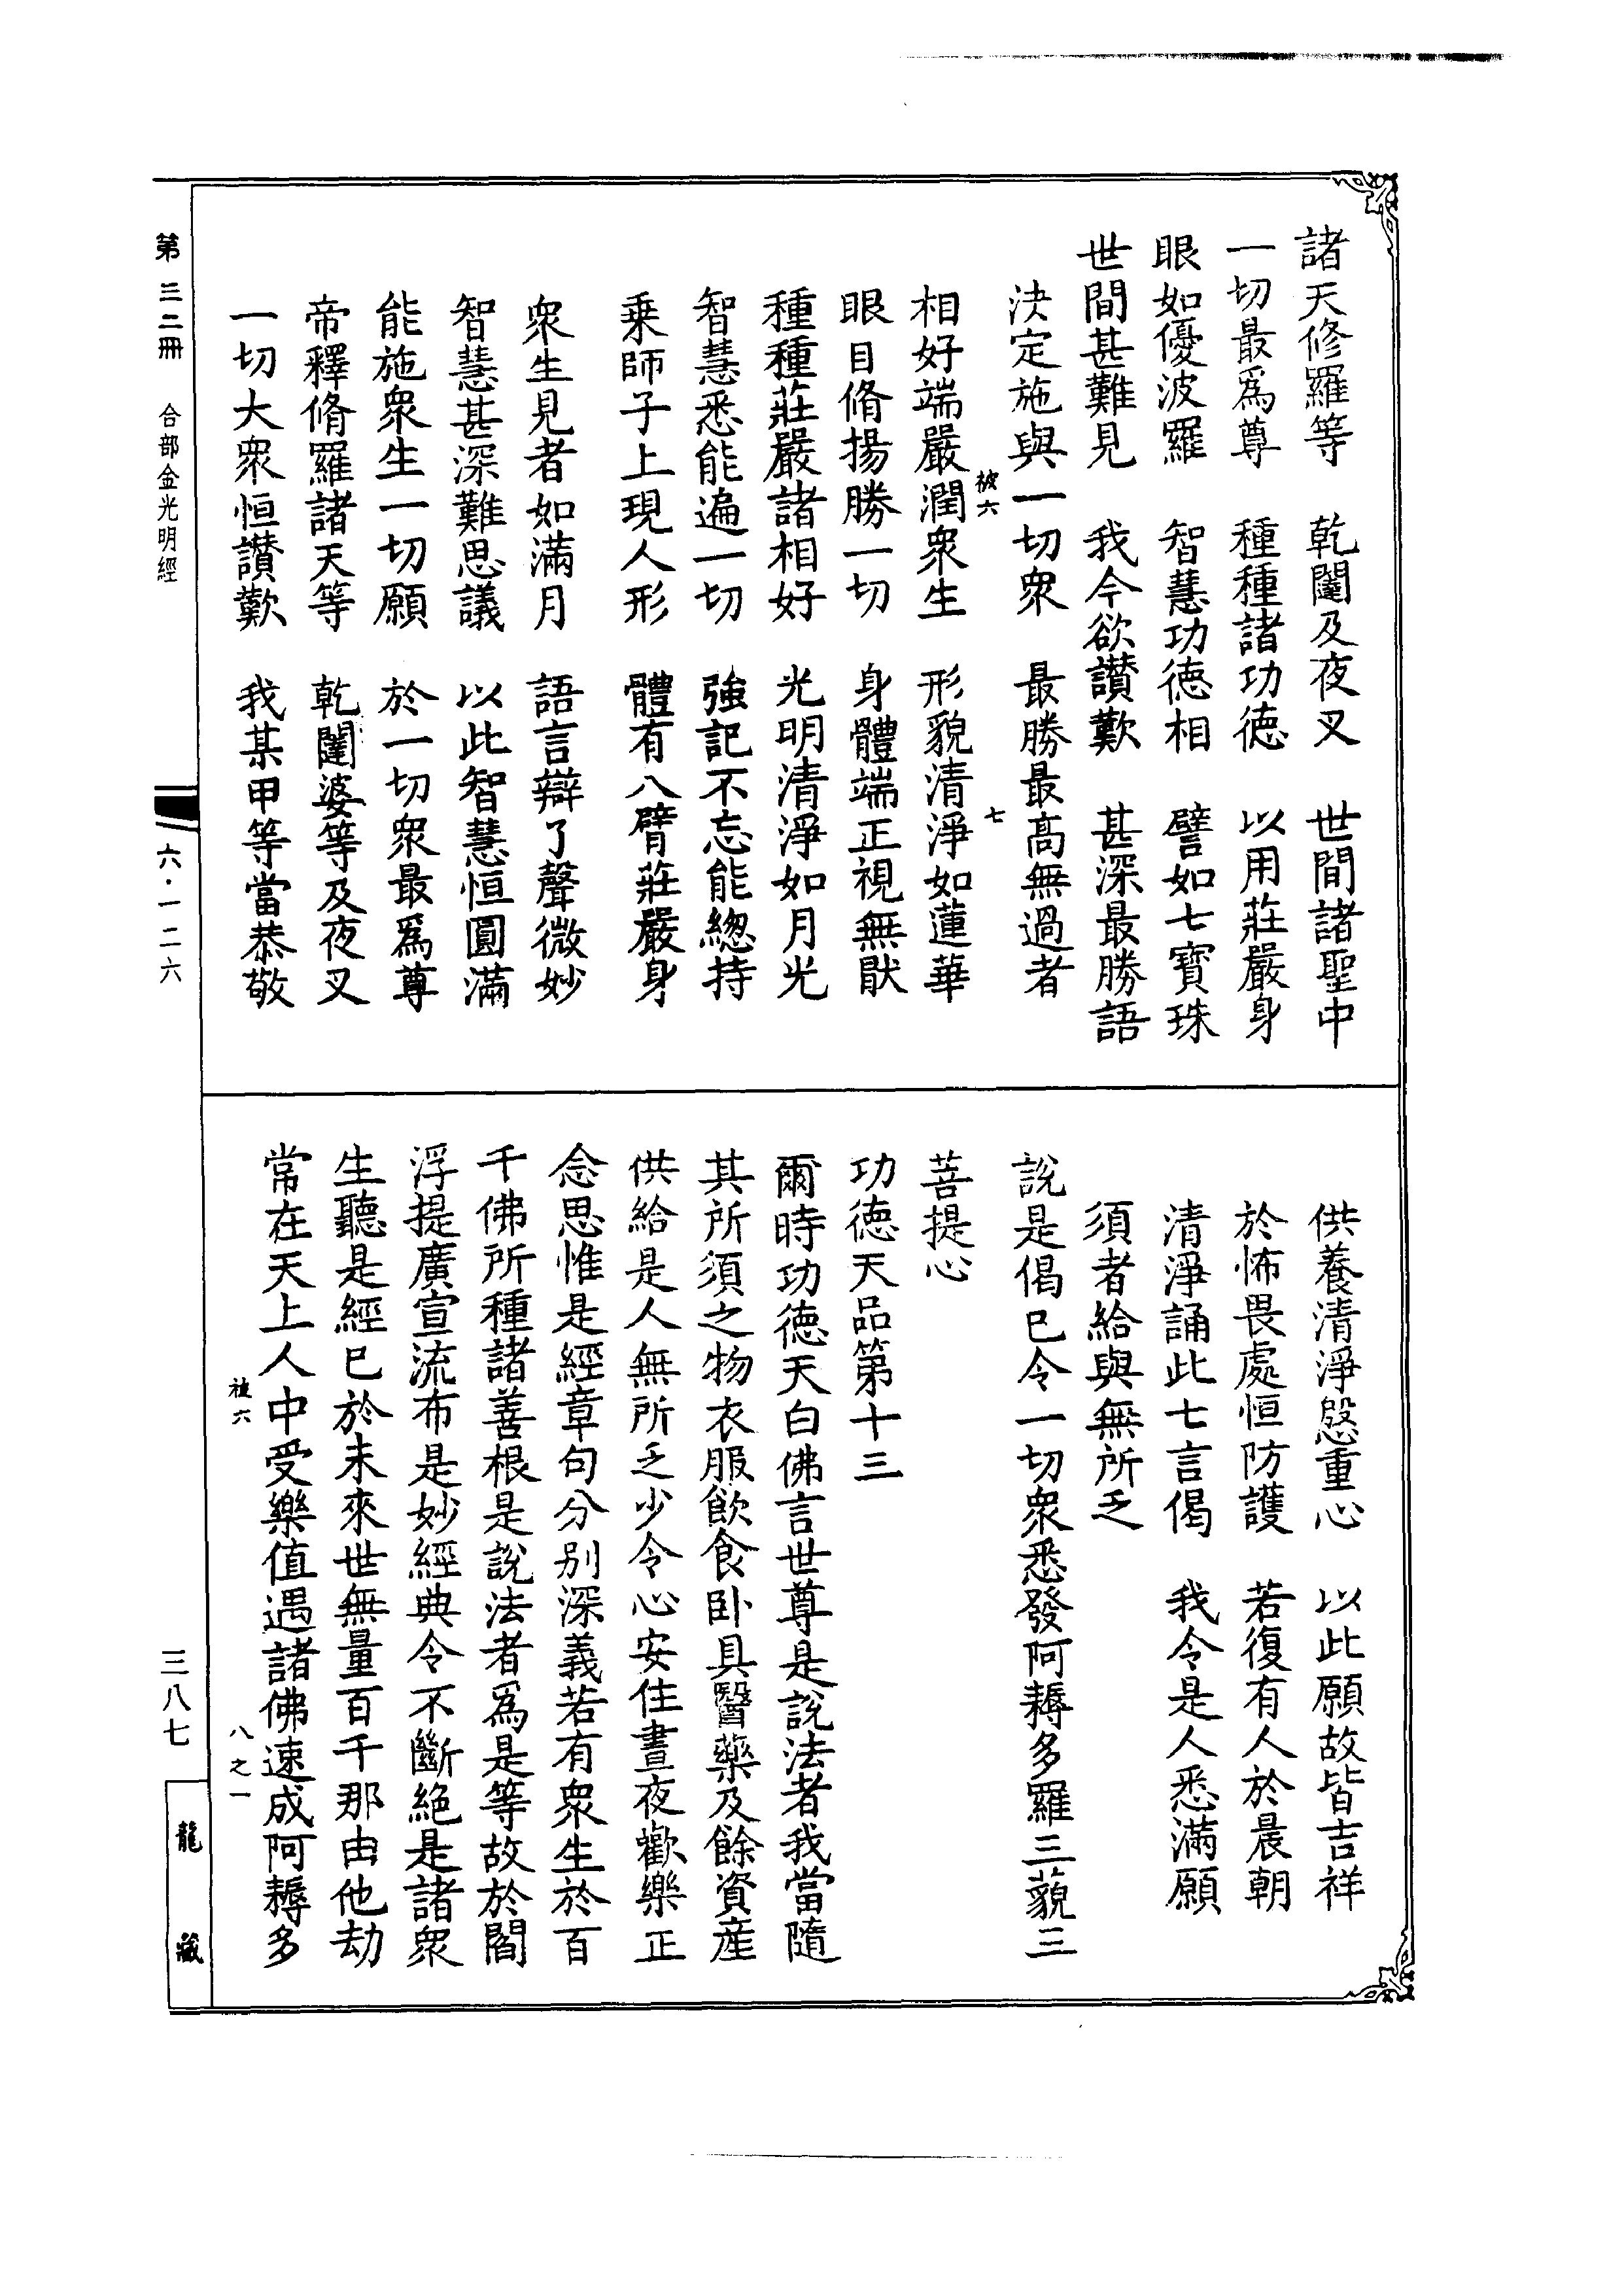 諸天修羅等　乾闥及夜叉　世間諸聖中
一切最爲尊　種種諸功德　以用莊嚴身
眼如優波羅　智慧功德相　譬如七寶珠
世間甚難見　我今欲讃歎　甚深最勝語
決定施與一切衆　最勝最高無過者
被六　七
相好端嚴潤衆生　形貌清淨如蓮華
眼目脩揚勝一切　身體端正視無猒
種種莊嚴諸相好　光明清淨如月光
智慧悉能遍一切　強記不忘能緫持
乗師子上現人形　體有八臂莊嚴身
衆生見者如滿月　語言辯了聲微妙
智慧甚深難思議　以此智慧恒圓滿
能施衆生一切願　於一切衆最爲尊
帝釋脩羅諸天等　乾闥婆等及夜叉
一切大衆恒讃歎　我某甲等當恭敬
供養清淨慇重心　以此願故皆吉祥
於怖畏處恒防護　若復有人於晨朝
清淨誦此七言偈　我令是人悉滿願
須者給與無所乏
說是偈已令一切衆悉發阿耨多羅三藐三
菩提心
功德天品第十三
爾時功德天白佛言世尊是說法者我當隨
其所須之物衣服飲食卧具醫藥及餘資産
供給是人無所乏少令心安住晝夜歡樂正
念思惟是經章句分别深義若有衆生於百
千佛所種諸善根是說法者爲是等故於閻
浮提廣宣流布是妙經典令不斷絶是諸衆
生聽是經已於未來世無量百千那由他劫
常在天上人中受樂值遇諸佛速成阿耨多
被六　八之一
第三二冊　合部金光明經　六·一二六　三八七
龍藏